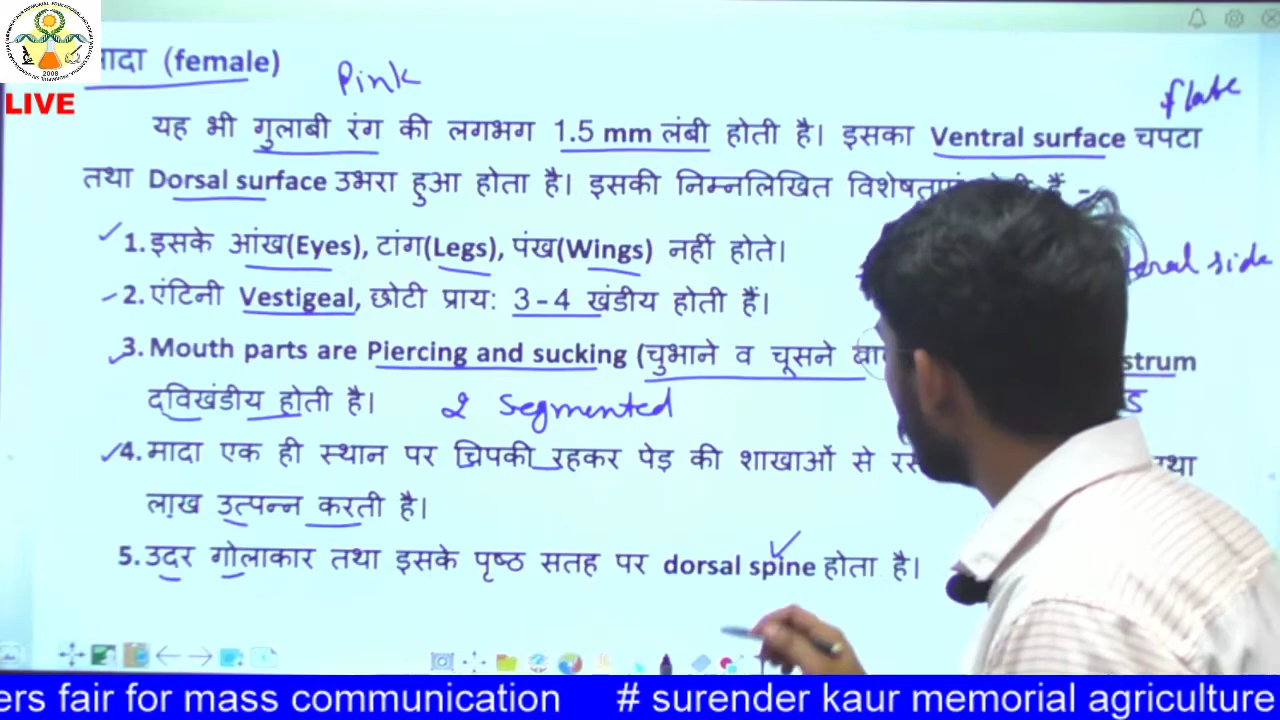 LIVE
2008
मादा (female)
Pink
flate
यह भी गुलाबी रंग की लगभग 1.5 mm लंबी होती है। इसका Ventral surface चपटा
तथा Dorsal surface उभरा हुआ होता है। इसकी निम्नलिखित
side
✓ 1. इसके आंख(Eyes), टांग(Legs), पंख(Wings) नहीं होते।
2. एंटिनी Vestigeal, छोटी प्राय: 3-4 खंडीय होती हैं।
3. Mouth parts are Piercing and sucking (चुभाने व चूसने
द्विखंडीय होती है। 2 Segmented
✓ 4. मादा एक ही स्थान पर चिपकी रहकर पेड़ की शाखाओं से
लाख उत्पन्न करती है।
5. उदर गोलाकार तथा इसके पृष्ठ सतह पर dorsal spine होता है।
ers fair for mass communication # surender kaur memorial agriculture